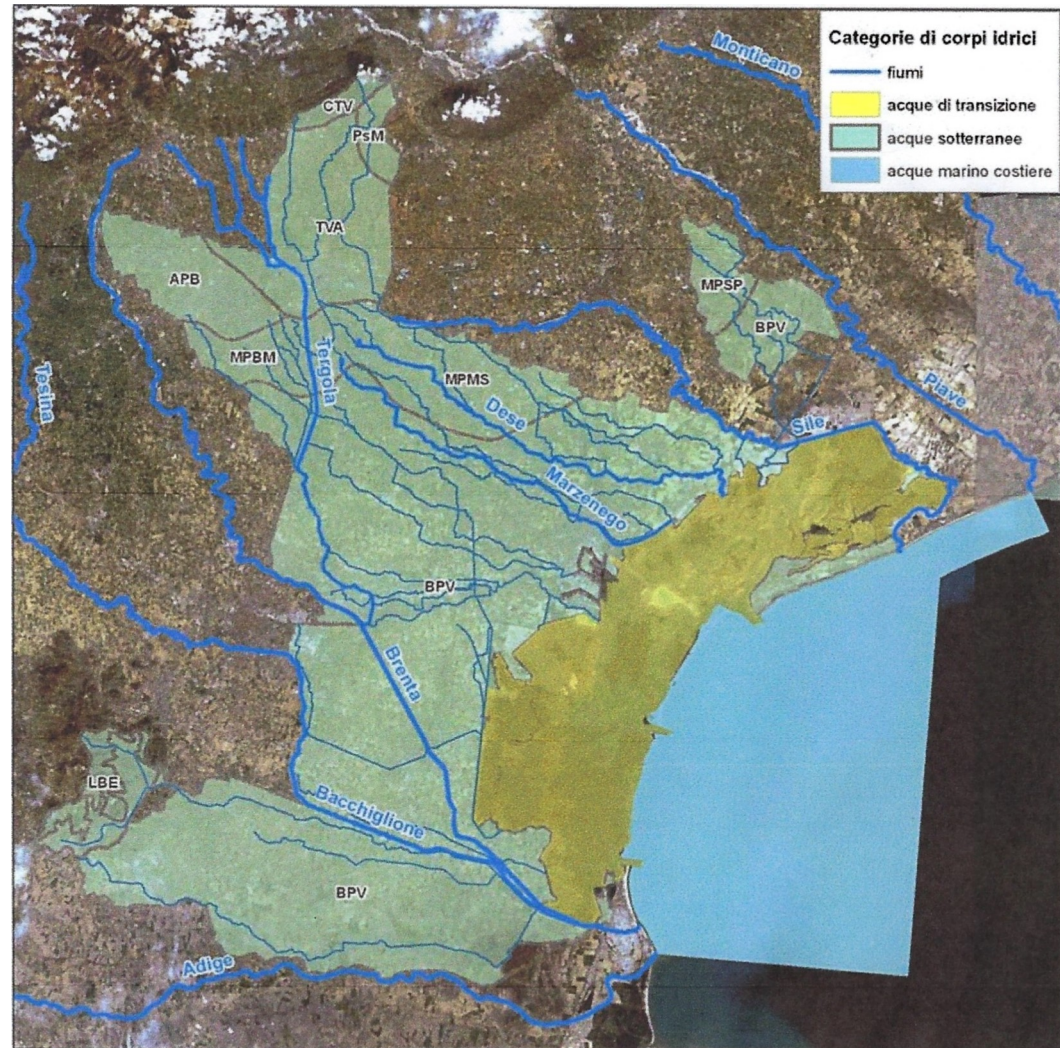 Categorie di corpi idrici
fiumi
acque di transizione
acque sotterranee
acque marino costiere
Monticano
CTV
PsM
TVA
APB
MPSP
BPV
Tesina
MPBM
Tergola
MPMS
Dese
Piave
Sile
Marzenego
BPV
Brenta
LBE
Bacchiglione
BPV
Adige